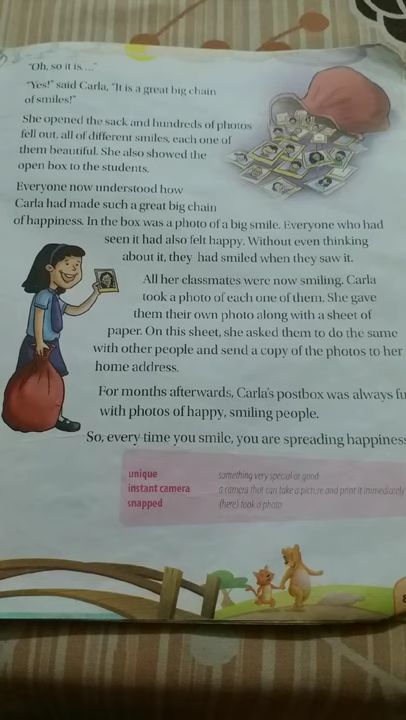 "Oh, so it is...."
"Yes!" said Carla, "It is a great big chain
of smiles!"
She opened the sack and hundreds of photos
fell out, all of different smiles, each one of
them beautiful. She also showed the
open box to the students.
Everyone now understood how
Carla had made such a great big chain
of happiness. In the box was a photo of a big smile. Everyone who had
seen it had also felt happy. Without even thinking
about it, they had smiled when they saw it.
All her classmates were now smiling. Carla
took a photo of each one of them. She gave
them their own photo along with a sheet of
paper. On this sheet, she asked them to do the same
with other people and send a copy of the photos to her
home address.
For months afterwards, Carla's postbox was always fu
with photos of happy, smiling people.
So, every time you smile, you are spreading happiness
unique something very special or good
instant camera a camera that can take a picture and print it immediately
snapped (here) took a photo